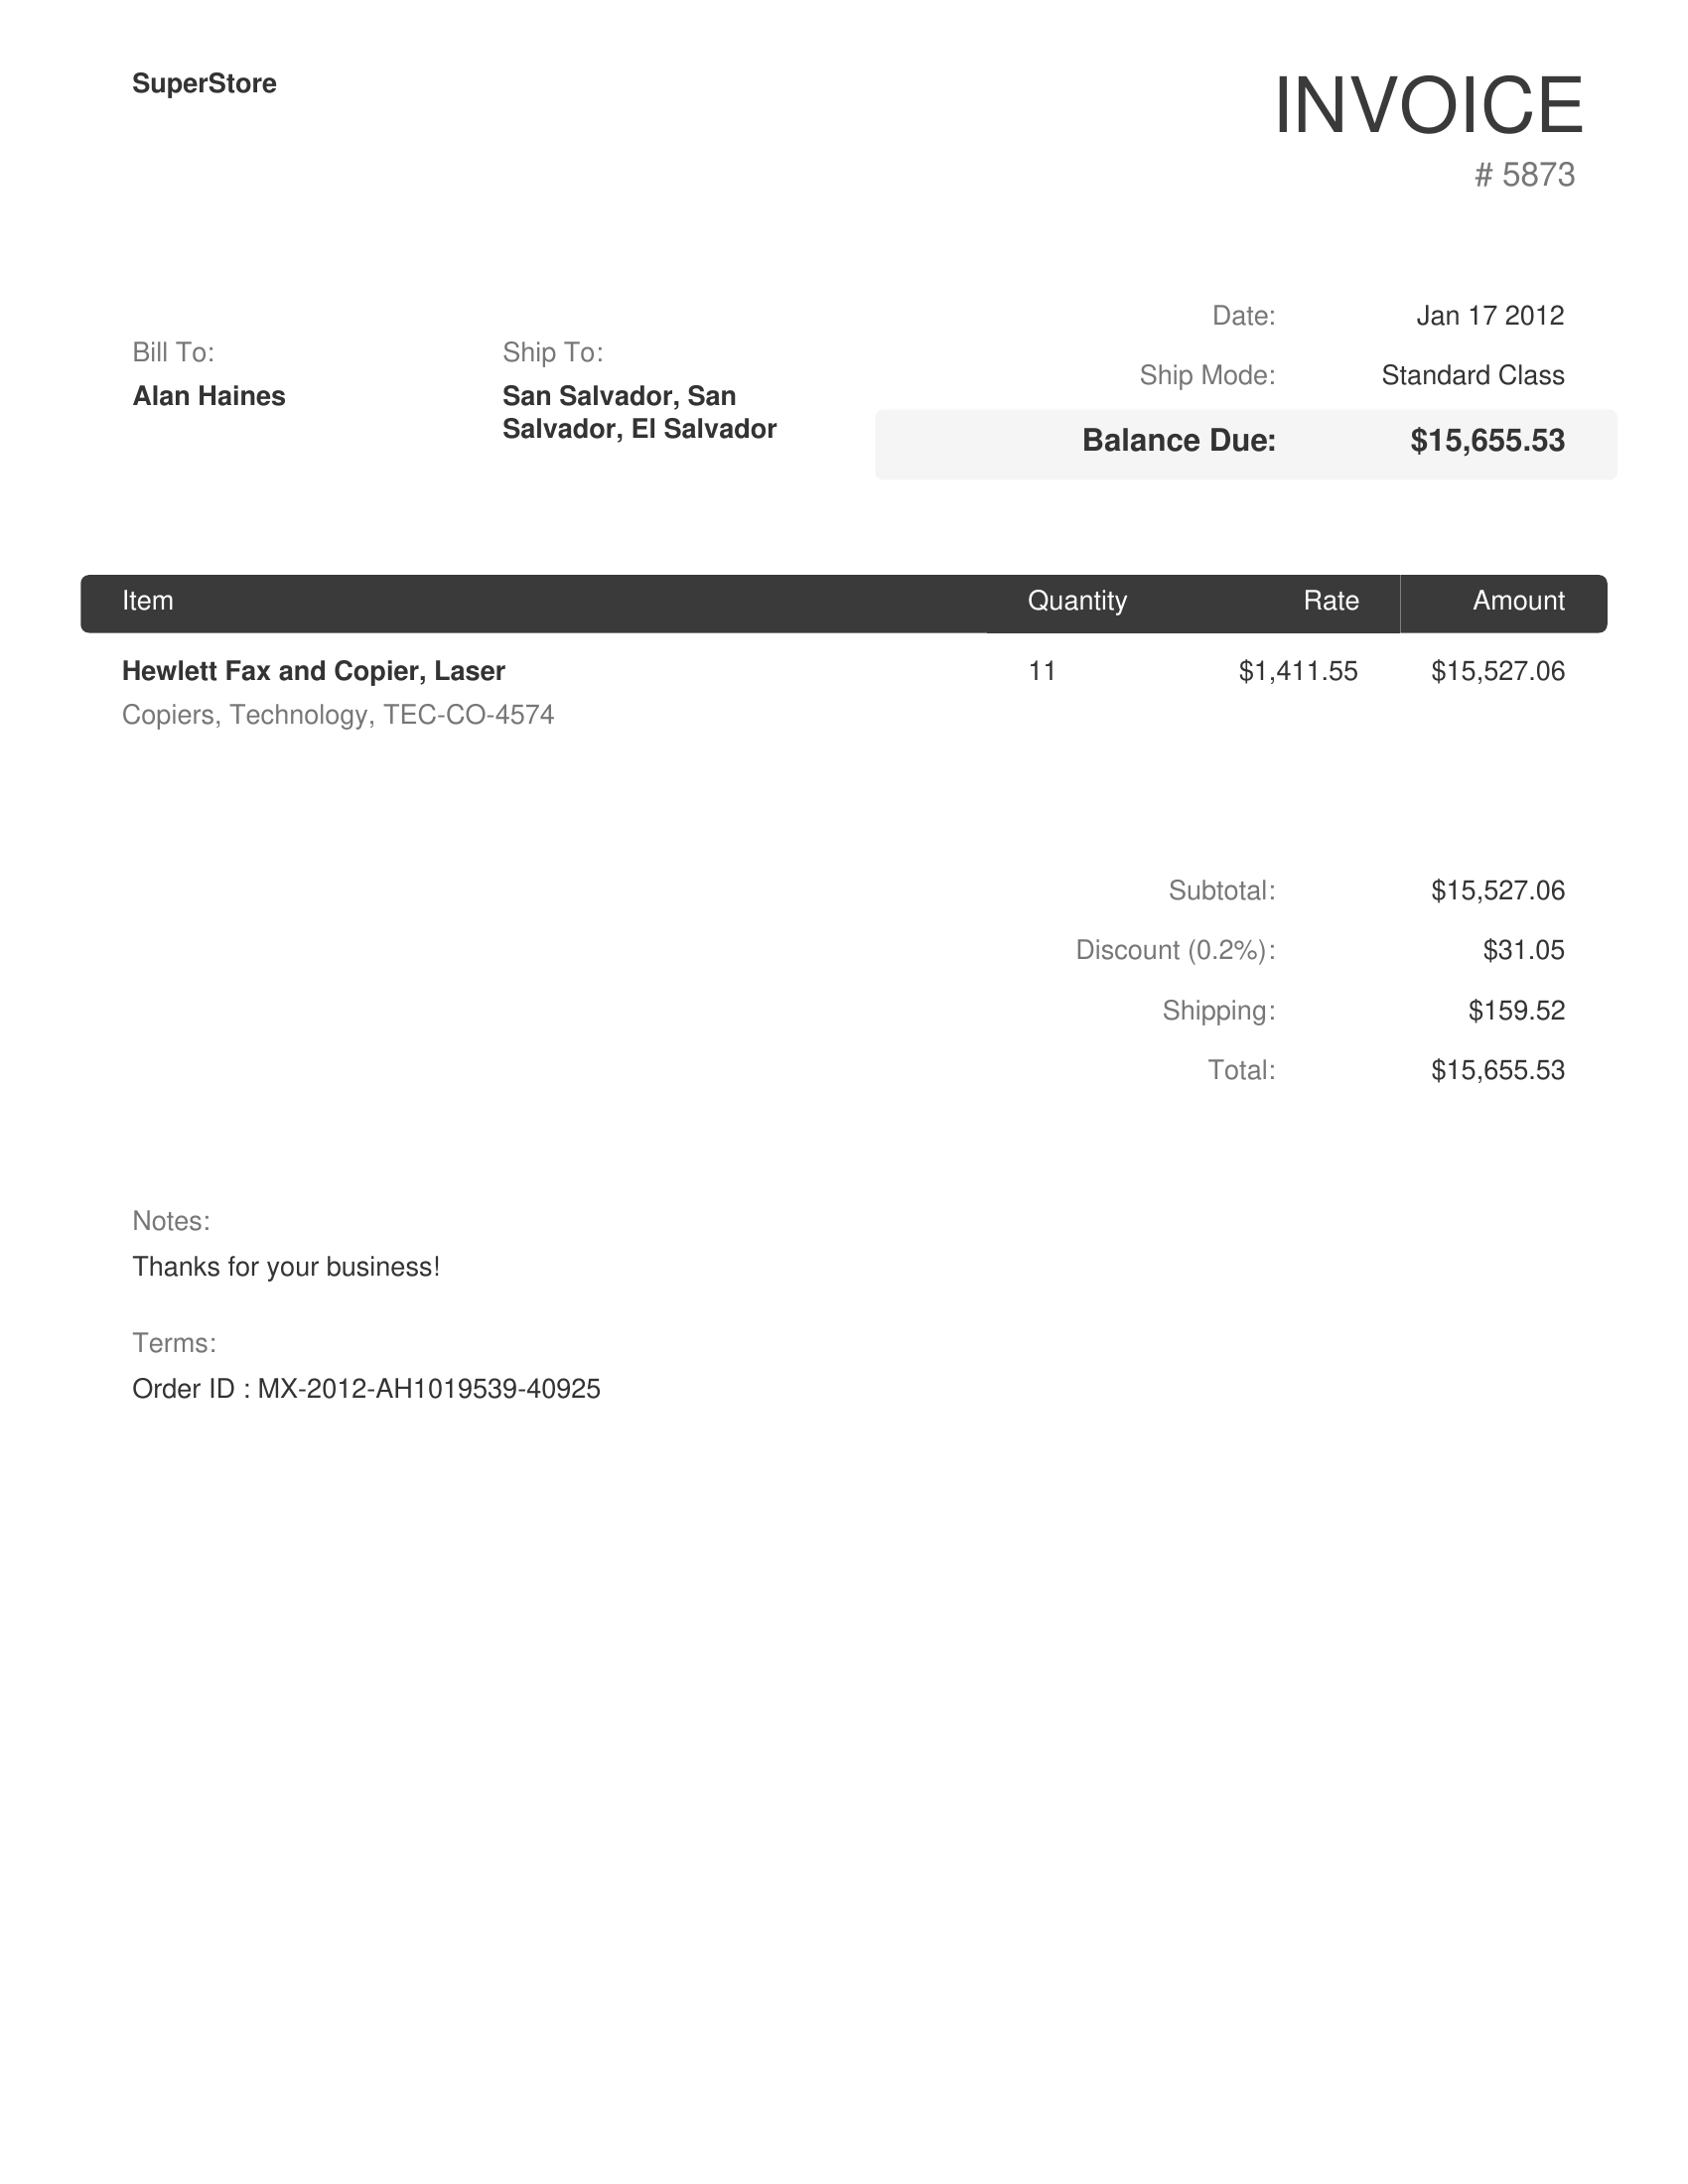 SuperStore
INVOICE
# 5873
Date: Jan 17 2012
Ship Mode: Standard Class
Balance Due: $15,655.53
Bill To:
Alan Haines
Ship To:
San Salvador, San
Salvador, El Salvador
Item Quantity Rate Amount
Hewlett Fax and Copier, Laser 11 $1,411.55 $15,527.06
Copiers, Technology, TEC-CO-4574
Subtotal: $15,527.06
Discount (0.2%): $31.05
Shipping: $159.52
Total: $15,655.53
Notes:
Thanks for your business!
Terms:
Order ID : MX-2012-AH1019539-40925